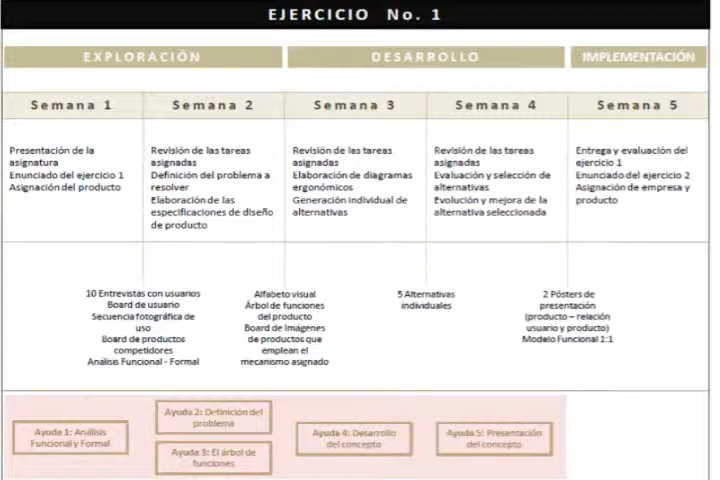 EJERCICIO No. 1
EXPLORACIÓN
DESARROLLO
IMPLEMENTACIÓN
Semana 1
Semana 2
Semana 3
Semana 4
Semana 5
Presentación de la
asignatura
Enunciado del ejercicio 1
Asignación del producto
Revisión de las tareas
asignadas
Definición del problema a
resolver
Elaboración de las
especificaciones de diseño
de producto
Revisión de las tareas
asignadas
Elaboración de diagramas
ergonómicos
Generación individual de
alternativas
Revisión de las tareas
asignadas
Evaluación y selección de
alternativas
Evolución y mejora de la
alternativa seleccionada
Entrega y evaluación del
ejercicio 1
Enunciado del ejercicio 2
Asignación de empresa y
producto
10 Entrevistas con usuarios
Board de usuario
Secuencia fotográfica de
uso
Board de productos
competidores
Análisis Funcional - Formal
Alfabeto visual
Árbol de funciones
del producto
Board de Imágenes
de productos que
emplean el
mecanismo asignado
5 Alternativas
individuales
2 Pósters de
presentación
(producto – relación
usuario y producto)
Modelo Funcional 1:1
Ayuda 1: Análisis
Funcional y Formal
Ayuda 2: Definición del
problema
Ayuda 3: El árbol de
funciones
Ayuda 4: Desarrollo
del concepto
Ayuda 5: Presentación
del concepto